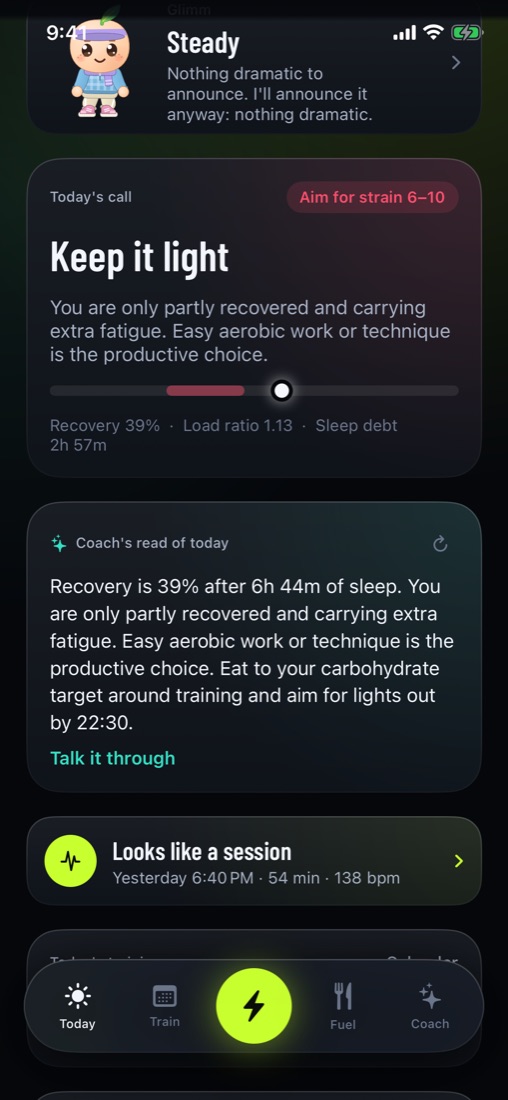 Glimm
9:41
Steady
Nothing dramatic to
announce. I'll announce it
anyway: nothing dramatic.
Today's call
Aim for strain 6–10
Keep it light
You are only partly recovered and carrying
extra fatigue. Easy aerobic work or technique
is the productive choice.
Recovery 39% · Load ratio 1.13 · Sleep debt
2h 57m
Coach's read of today
Recovery is 39% after 6h 44m of sleep. You
are only partly recovered and carrying extra
fatigue. Easy aerobic work or technique is the
productive choice. Eat to your carbohydrate
target around training and aim for lights out
by 22:30.
Talk it through
Looks like a session
Yesterday 6:40 PM · 54 min · 138 bpm
Today
Train
Fuel
Coach